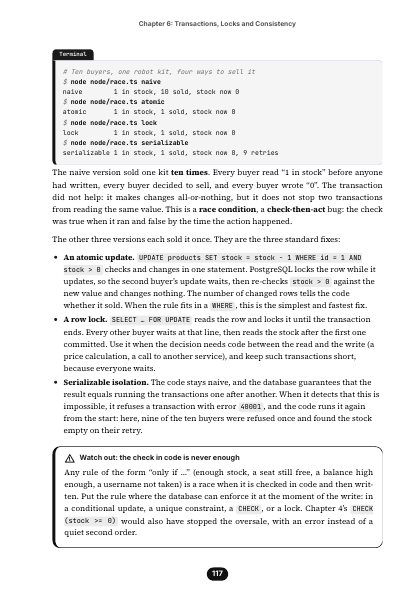 Chapter 6: Transactions, Locks and Consistency
Terminal
# Ten buyers, one robot kit, four ways to sell it
$ node node/race.ts naive
naive 1 in stock, 10 sold, stock now 0
$ node node/race.ts atomic
atomic 1 in stock, 1 sold, stock now 0
$ node node/race.ts lock
lock 1 in stock, 1 sold, stock now 0
$ node node/race.ts serializable
serializable 1 in stock, 1 sold, stock now 0, 9 retries
The naive version sold one kit ten times. Every buyer read “1 in stock” before anyone
had written, every buyer decided to sell, and every buyer wrote “0”. The transaction
did not help: it makes changes all-or-nothing, but it does not stop two transactions
from reading the same value. This is a race condition, a check-then-act bug: the check
was true when it ran and false by the time the action happened.
The other three versions each sold it once. They are the three standard fixes:
• An atomic update. UPDATE products SET stock = stock - 1 WHERE id = 1 AND
stock > 0 checks and changes in one statement. PostgreSQL locks the row while it
updates, so the second buyer’s update waits, then re-checks stock > 0 against the
new value and changes nothing. The number of changed rows tells the code
whether it sold. When the rule fits in a WHERE, this is the simplest and fastest fix.
• A row lock. SELECT … FOR UPDATE reads the row and locks it until the transaction
ends. Every other buyer waits at that line, then reads the stock after the first one
committed. Use it when the decision needs code between the read and the write (a
price calculation, a call to another service), and keep such transactions short,
because everyone waits.
• Serializable isolation. The code stays naive, and the database guarantees that the
result equals running the transactions one after another. When it detects that this is
impossible, it refuses a transaction with error 40001, and the code runs it again
from the start: here, nine of the ten buyers were refused once and found the stock
empty on their retry.
Watch out: the check in code is never enough
Any rule of the form “only if …” (enough stock, a seat still free, a balance high
enough, a username not taken) is a race when it is checked in code and then writ-
ten. Put the rule where the database can enforce it at the moment of the write: in
a conditional update, a unique constraint, a CHECK, or a lock. Chapter 4’s CHECK
(stock >= 0) would also have stopped the oversale, with an error instead of a
quiet second order.
117